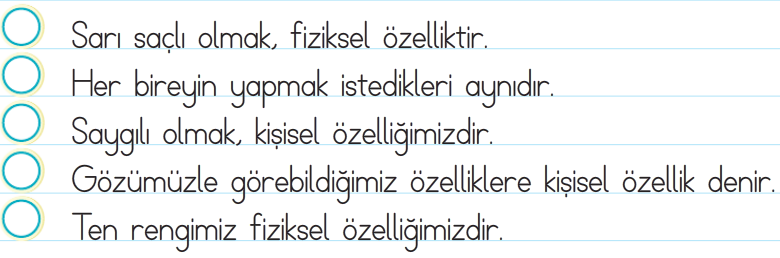 Sarı saçlı olmak, fiziksel özelliktir.
Her bireyin yapmak istedikleri aynıdır.
Saygılı olmak, kişisel özelliğimizdir.
Gözümüzle görebildiğimiz özelliklere kişisel özellik denir.
Ten rengimiz fiziksel özelliğimizdir.